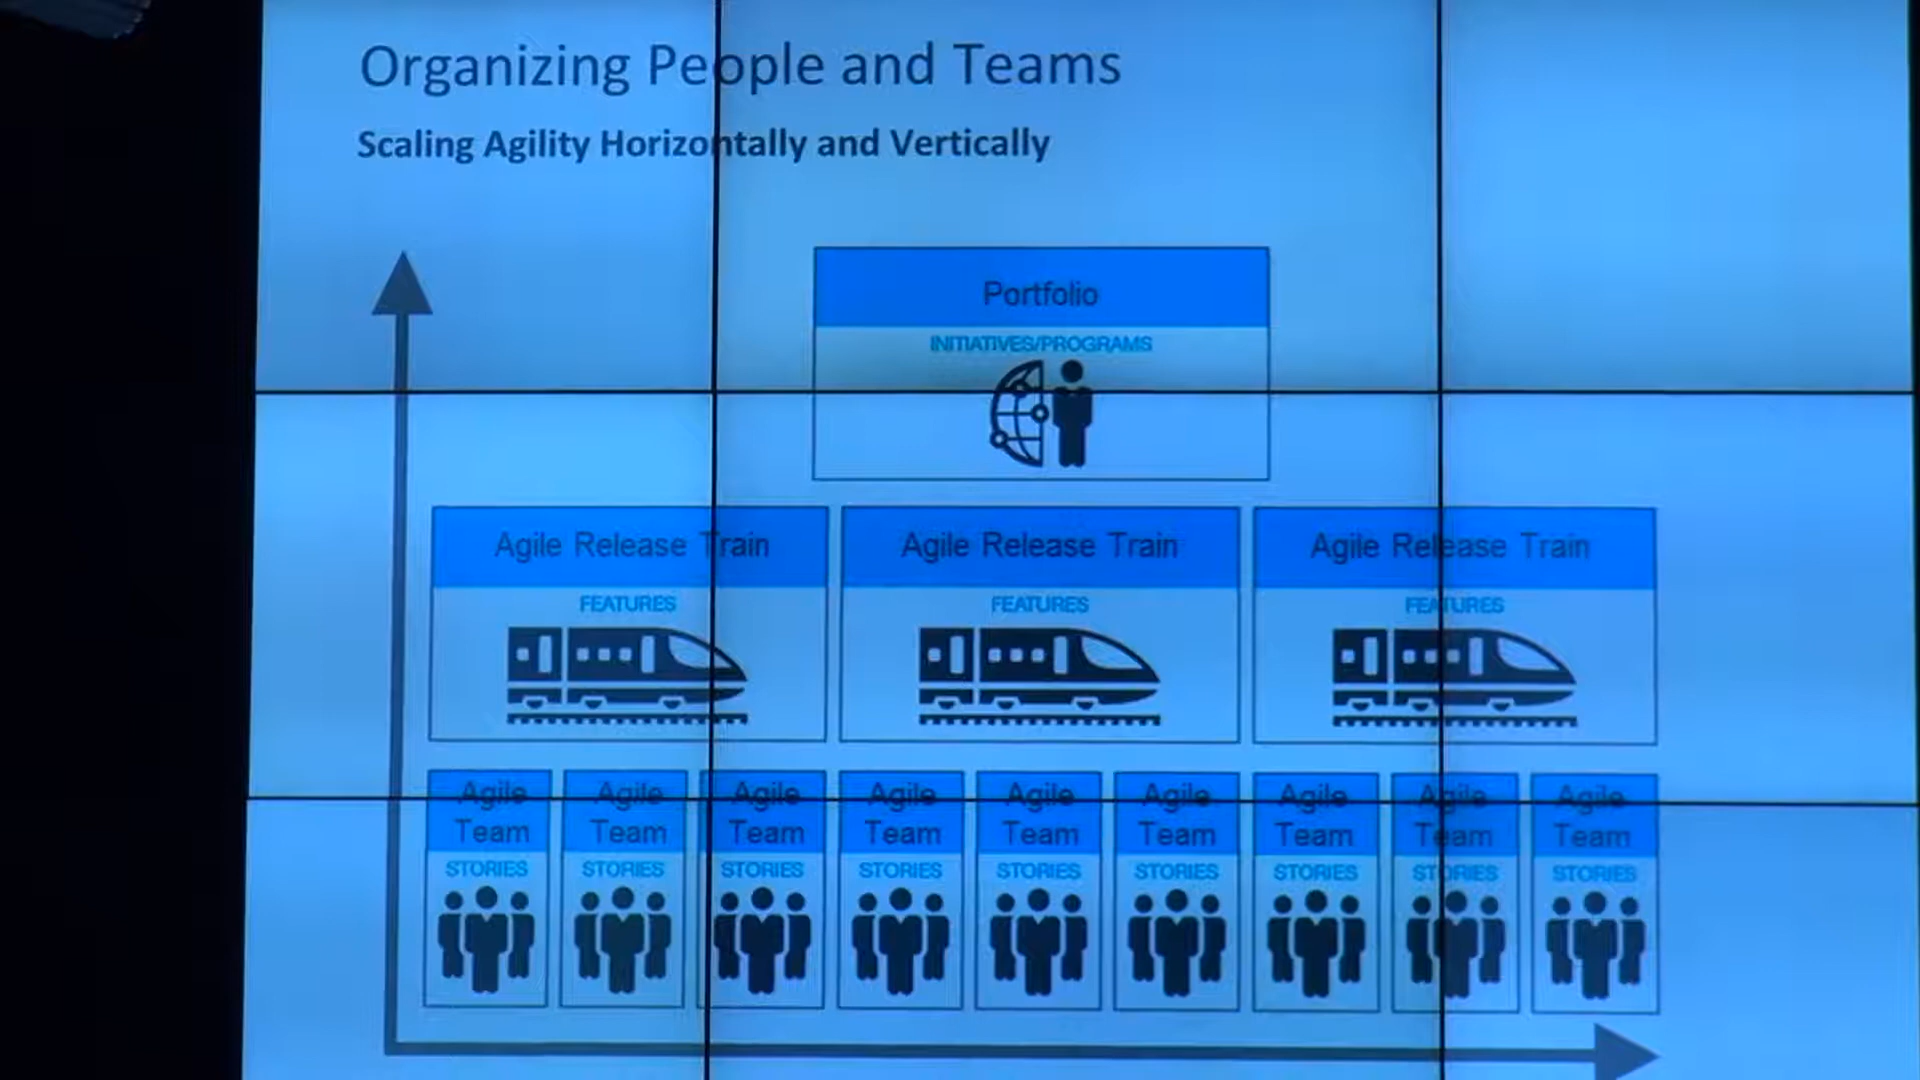 Organizing People and Teams
Scaling Agility Horizontally and Vertically
Portfolio
INITIATIVES/PROGRAMS
Agile Release Train
FEATURES
Agile Release Train
FEATURES
Agile Release Train
FEATURES
Agile
Team
STORIES
Agile
Team
STORIES
Agile
Team
STORIES
Agile
Team
STORIES
Agile
Team
STORIES
Agile
Team
STORIES
Agile
Team
STORIES
Agile
Team
STORIES
Agile
Team
STORIES